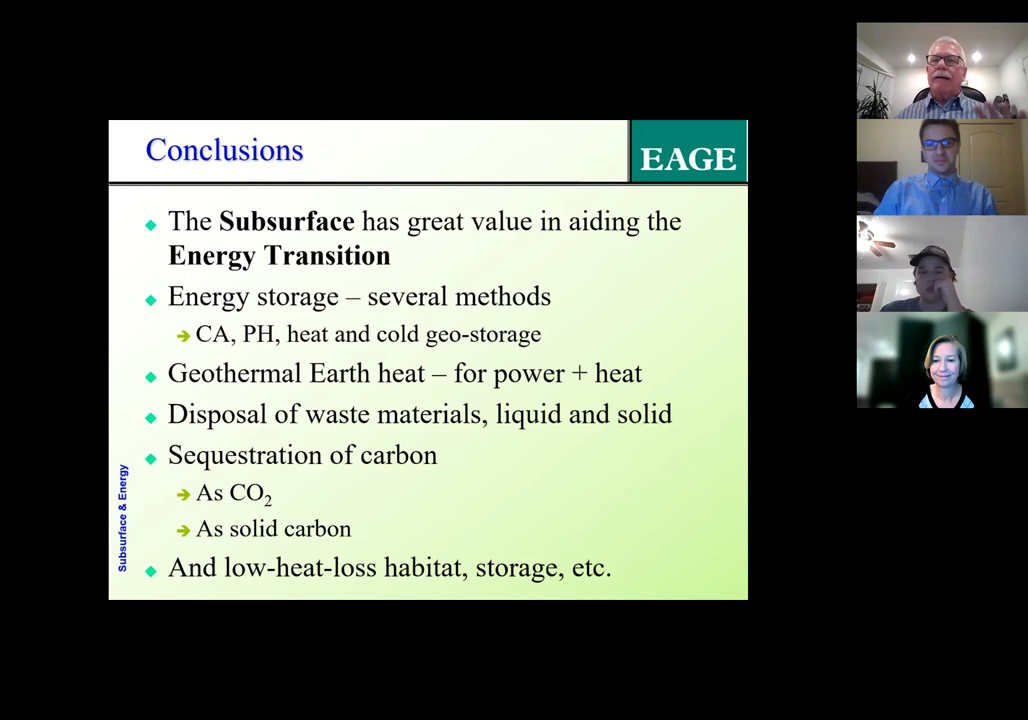 Conclusions
EAGE
The Subsurface has great value in aiding the
Energy Transition
Energy storage – several methods
CA, PH, heat and cold geo-storage
Geothermal Earth heat – for power + heat
Disposal of waste materials, liquid and solid
Sequestration of carbon
As CO₂
As solid carbon
And low-heat-loss habitat, storage, etc.
Subsurface & Energy